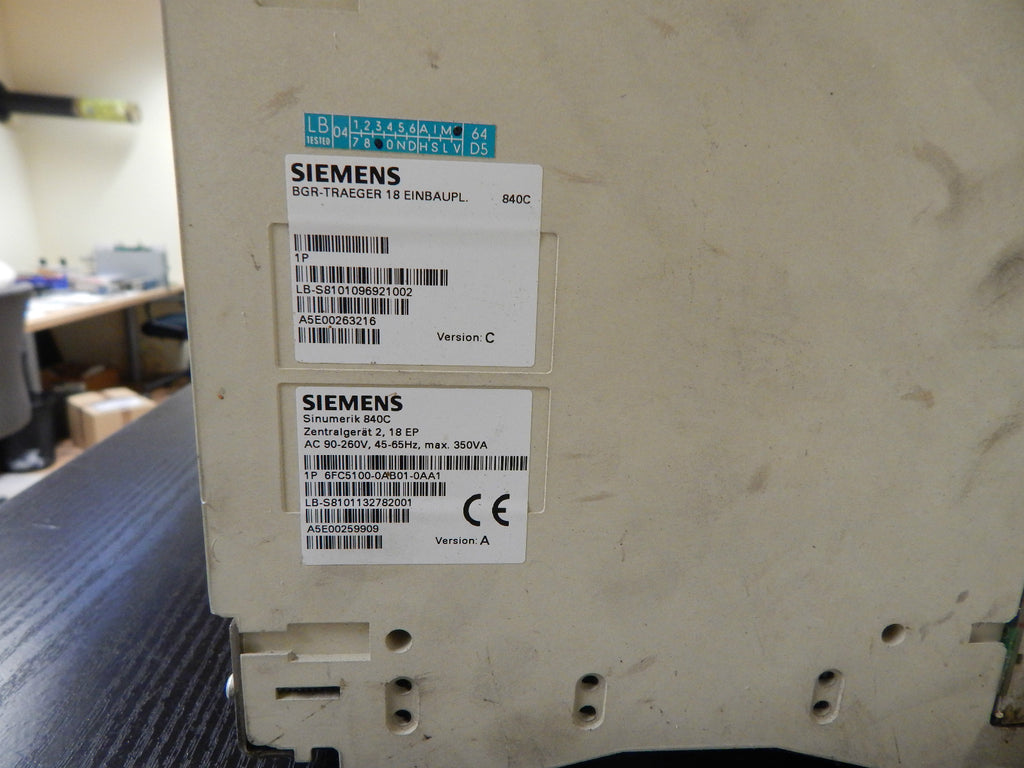 LB TESTED 04 1 2 3 4 5 6 A I M 64
7 8 0 N D H S L V D5
SIEMENS
BGR-TRAEGER 18 EINBAUPL. 840C
1P
LB-S8101096921002
A5E00263216
Version: C
SIEMENS
Sinumerik 840C
Zentralgerät 2, 18 EP
AC 90-260V, 45-65Hz, max. 350VA
1P 6FC5100-0AB01-0AA1
LB-S8101132782001
CE
A5E00259909
Version: A